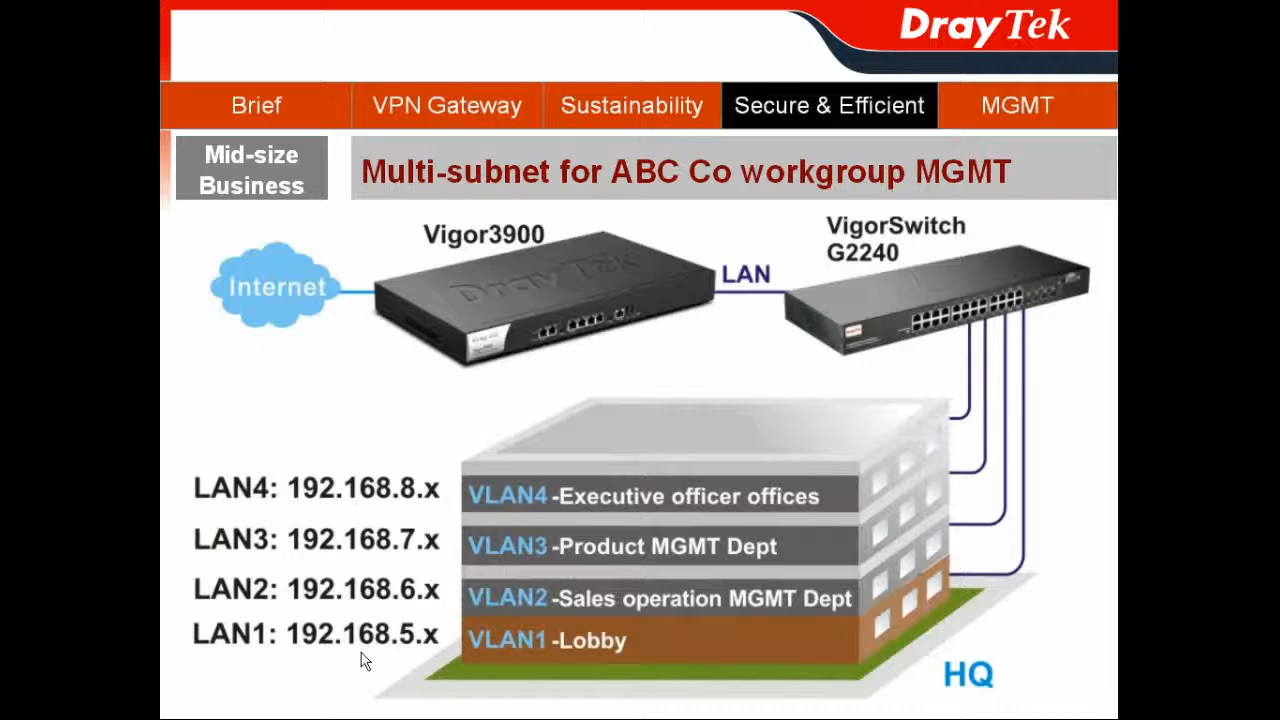 DrayTek
Brief
VPN Gateway
Sustainability
Secure & Efficient
MGMT
Mid-size
Business
Multi-subnet for ABC Co workgroup MGMT
Vigor3900
VigorSwitch
G2240
Internet
DrayTek
LAN
LAN4: 192.168.8.x
VLAN4 -Executive officer offices
LAN3: 192.168.7.x
VLAN3 -Product MGMT Dept
LAN2: 192.168.6.x
VLAN2 -Sales operation MGMT Dept
LAN1: 192.168.5.x
VLAN1 -Lobby
HQ